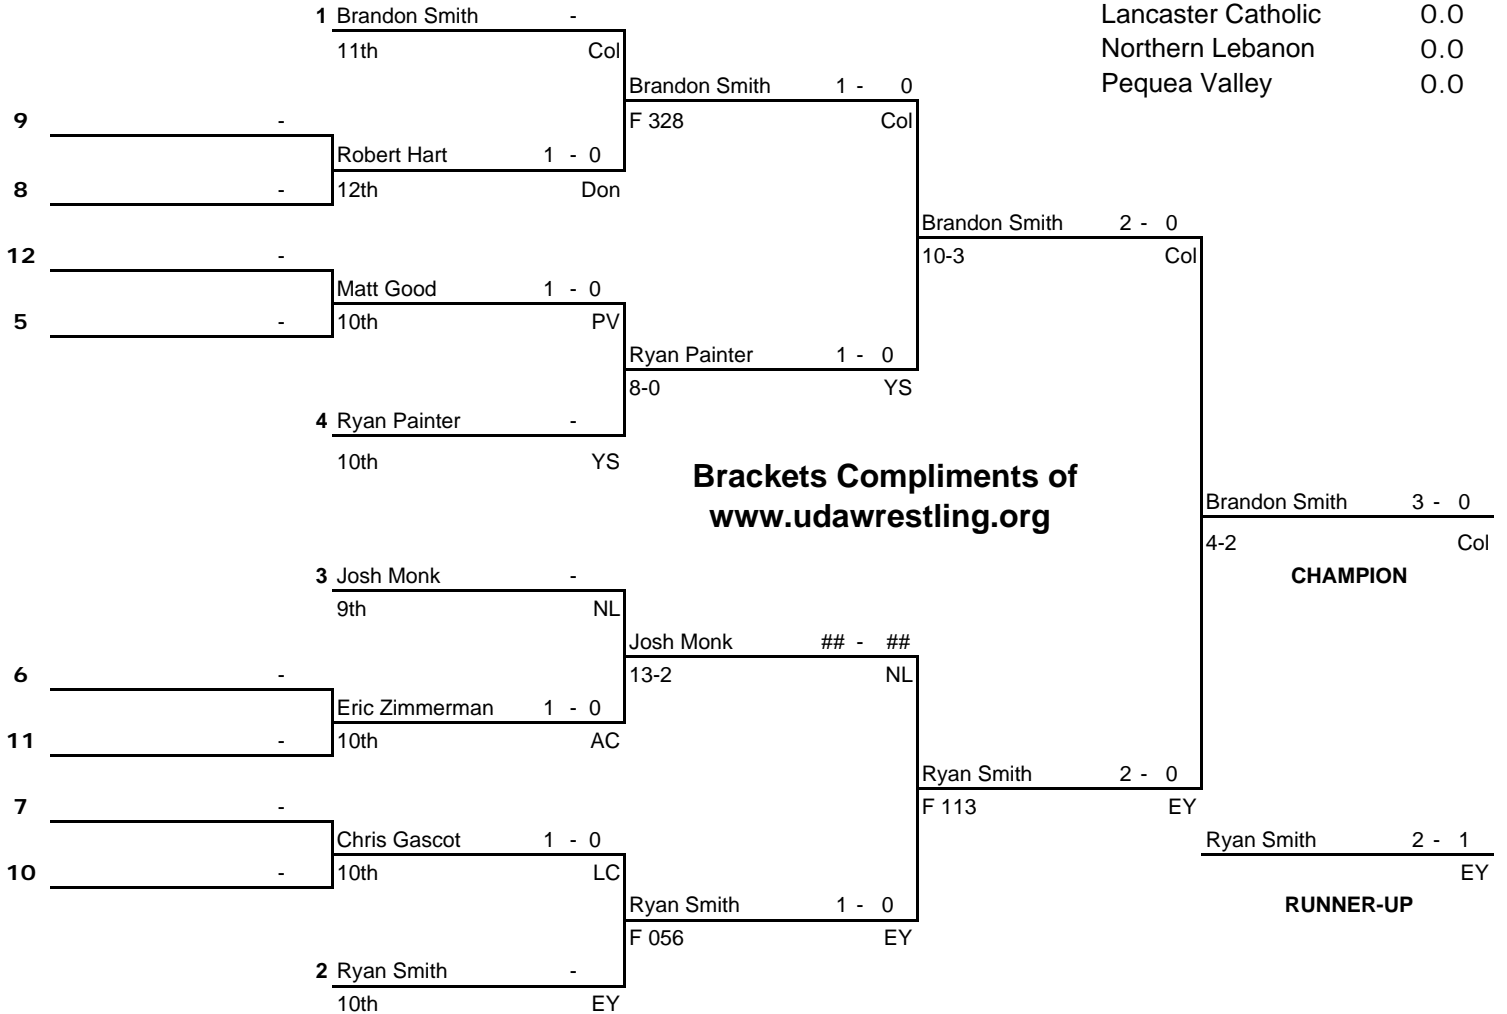 1 Brandon Smith -
Lancaster Catholic 0.0
11th Col
Northern Lebanon 0.0
Brandon Smith 1 - 0
Pequea Valley 0.0
9 -
F 328 Col
Robert Hart 1 - 0
8 - 12th Don
Brandon Smith 2 - 0
12 -
10-3 Col
Matt Good 1 - 0
5 - 10th PV
Ryan Painter 1 - 0
8-0 YS
4 Ryan Painter -
10th YS
Brackets Compliments of
www.udawrestling.org
Brandon Smith 3 - 0
4-2 Col
CHAMPION
3 Josh Monk -
9th NL
Josh Monk ## - ##
6 -
13-2 NL
Eric Zimmerman 1 - 0
11 - 10th AC
Ryan Smith 2 - 0
7 -
F 113 EY
Chris Gascot 1 - 0
Ryan Smith 2 - 1
10 - 10th LC
EY
Ryan Smith 1 - 0
RUNNER-UP
F 056 EY
2 Ryan Smith -
10th EY